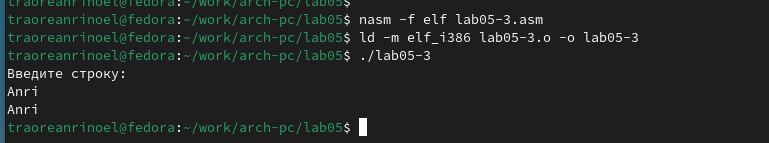 traoreanrinoel@fedora:~/work/arch-pc/lab05$
traoreanrinoel@fedora:~/work/arch-pc/lab05$ nasm -f elf lab05-3.asm
traoreanrinoel@fedora:~/work/arch-pc/lab05$ ld -m elf_i386 lab05-3.o -o lab05-3
traoreanrinoel@fedora:~/work/arch-pc/lab05$ ./lab05-3
Введите строку:
Anri
Anri
traoreanrinoel@fedora:~/work/arch-pc/lab05$